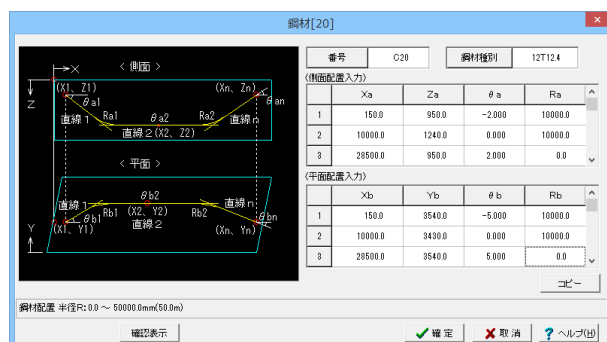 鋼材[20]
番号 C20 鋼材種別 12T12.4
〈側面配置入力〉
Xa Za θa Ra
1 150.0 950.0 -2.000 10000.0
2 10000.0 1240.0 0.000 10000.0
3 28500.0 950.0 2.000 0.0
〈平面配置入力〉
Xb Yb θb Rb
1 150.0 3540.0 -5.000 10000.0
2 10000.0 3430.0 0.000 10000.0
3 28500.0 3540.0 5.000 0.0
コピー
X
〈 側面 〉
Z
(X1、Z1)
(Xn、Zn)
θa1
θan
Ra1
θa2
Ra2
直線1
直線2(X2、Z2)
直線n
〈 平面 〉
θb2
直線1
直線n
Rb1
(X2、Y2)
Rb2
θb1
θbn
Y
(X1、Y1)
直線2
(Xn、Yn)
鋼材配置 半径R:0.0 ～ 50000.0mm(50.0m)
確認表示
確定
取消
ヘルプ(H)